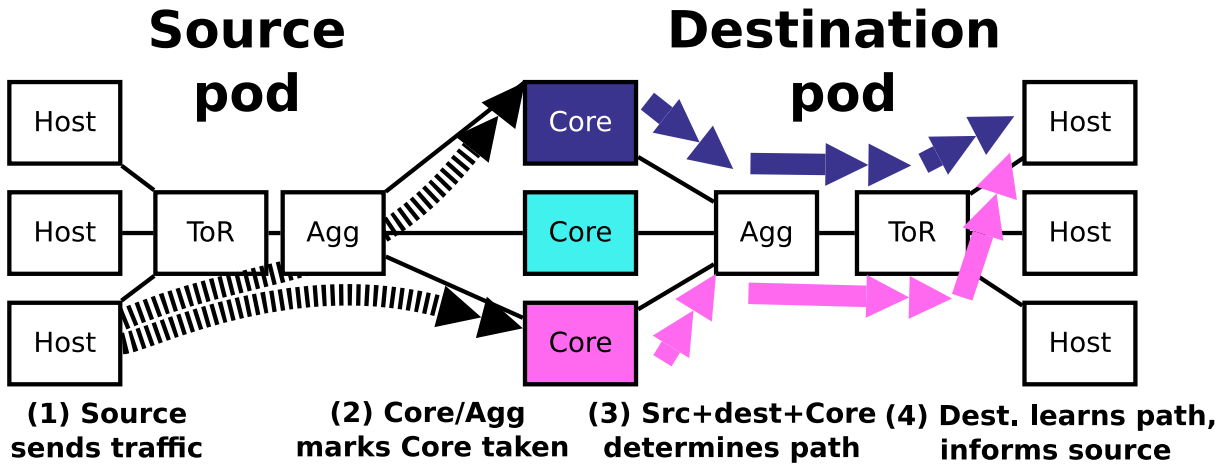 Source
pod
Destination
pod
Host
Core
Host
Host
ToR
Agg
Core
Agg
ToR
Host
Host
Core
Host
(1) Source
sends traffic
(2) Core/Agg
marks Core taken
(3) Src+dest+Core
determines path
(4) Dest. learns path,
informs source